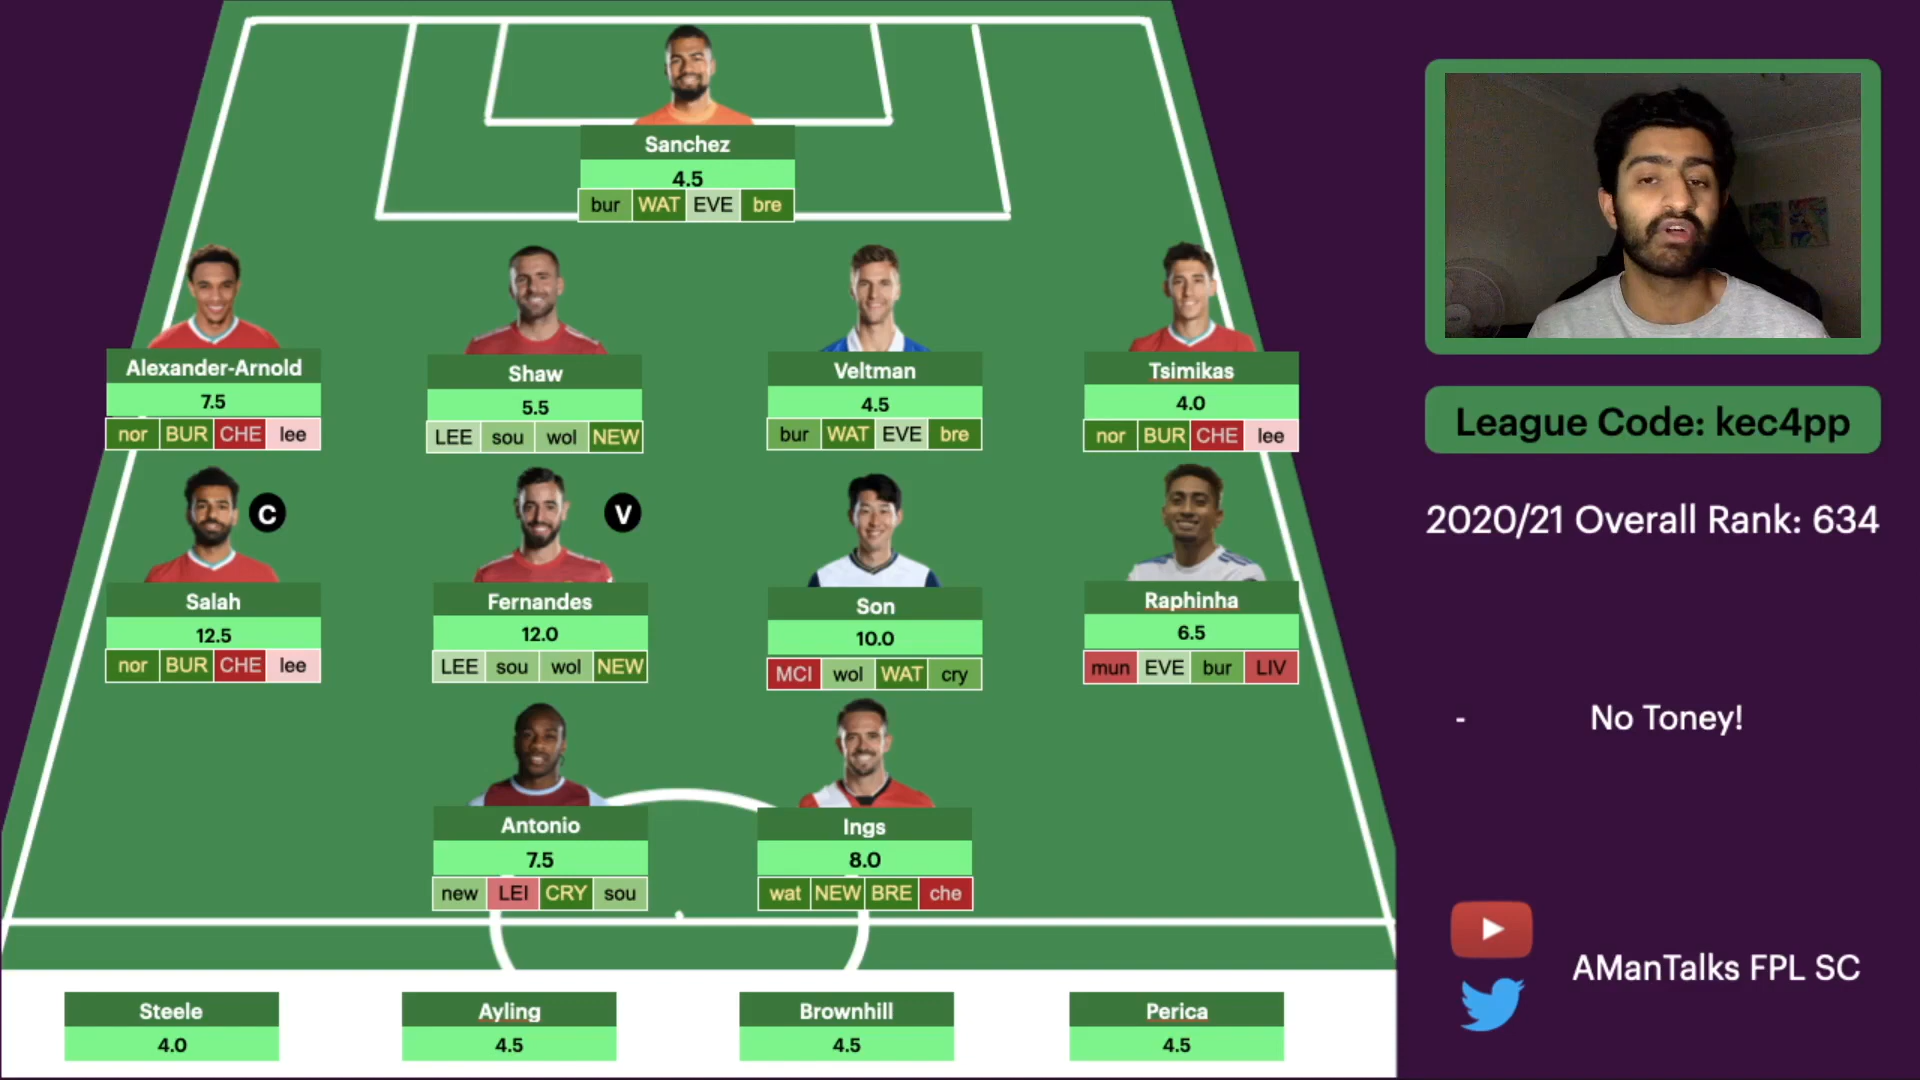 Sanchez
4.5
bur WAT EVE bre
Alexander-Arnold
7.5
nor BUR CHE lee
Shaw
5.5
LEE sou wol NEW
Veltman
4.5
bur WAT EVE bre
Tsimikas
4.0
nor BUR CHE lee
C
Salah
12.5
nor BUR CHE lee
V
Fernandes
12.0
LEE sou wol NEW
Son
10.0
MCI wol WAT cry
Raphinha
6.5
mun EVE bur LIV
Antonio
7.5
new LEI CRY sou
Ings
8.0
wat NEW BRE che
Steele
4.0
Ayling
4.5
Brownhill
4.5
Perica
4.5
League Code: kec4pp
2020/21 Overall Rank: 634
- No Toney!
AManTalks FPL SC